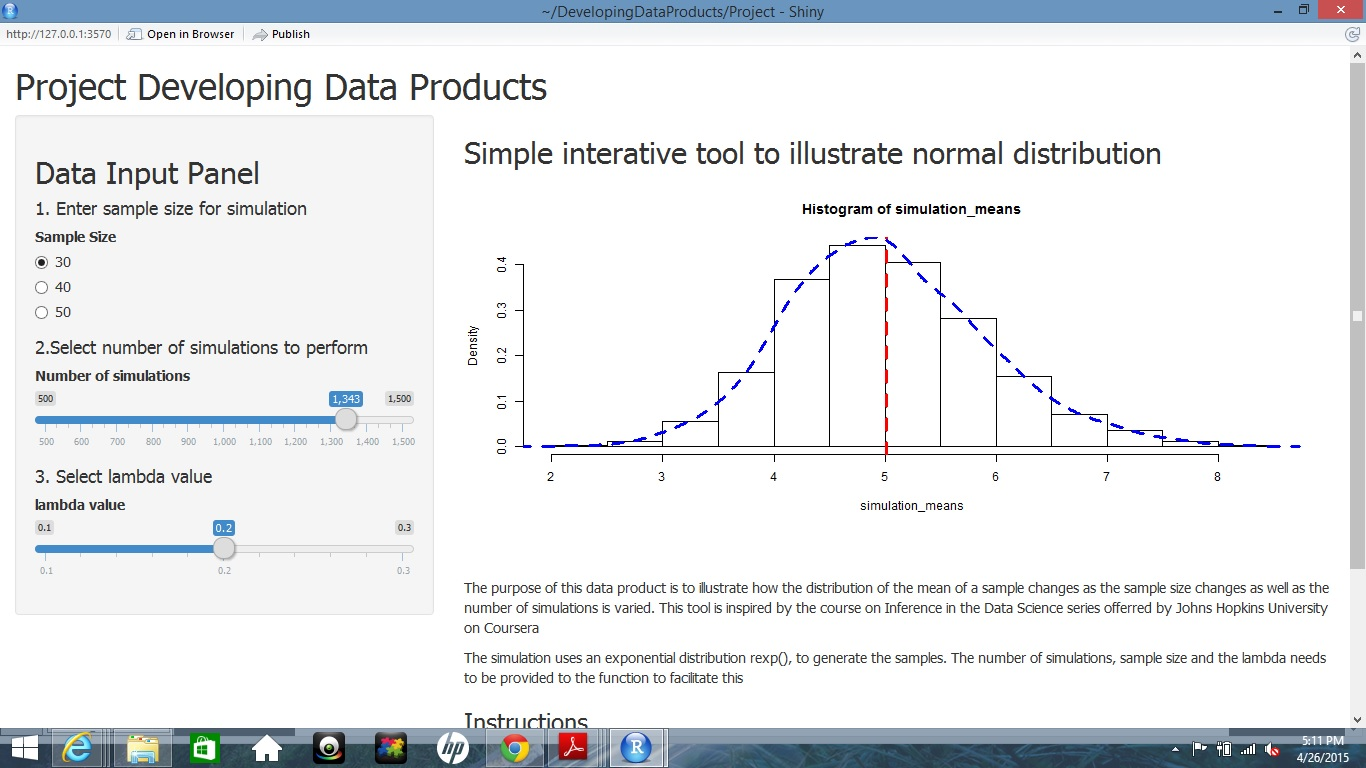 ~/DevelopingDataProducts/Project - Shiny
http://127.0.0.1:3570
Open in Browser
Publish
Project Developing Data Products
Data Input Panel
1. Enter sample size for simulation
Sample Size
30
40
50
2.Select number of simulations to perform
Number of simulations
500 1,343 1,500
500 600 700 800 900 1,000 1,100 1,200 1,300 1,400 1,500
3. Select lambda value
lambda value
0.1 0.2 0.3
0.1 0.2 0.3
Simple interative tool to illustrate normal distribution
Histogram of simulation_means
Density
0.4
0.3
0.2
0.1
0.0
2 3 4 5 6 7 8
simulation_means
The purpose of this data product is to illustrate how the distribution of the mean of a sample changes as the sample size changes as well as the
number of simulations is varied. This tool is inspired by the course on Inference in the Data Science series offerred by Johns Hopkins University
on Coursera
The simulation uses an exponential distribution rexp(), to generate the samples. The number of simulations, sample size and the lambda needs
to be provided to the function to facilitate this
Instructions
hp
R
5:11 PM
4/26/2015